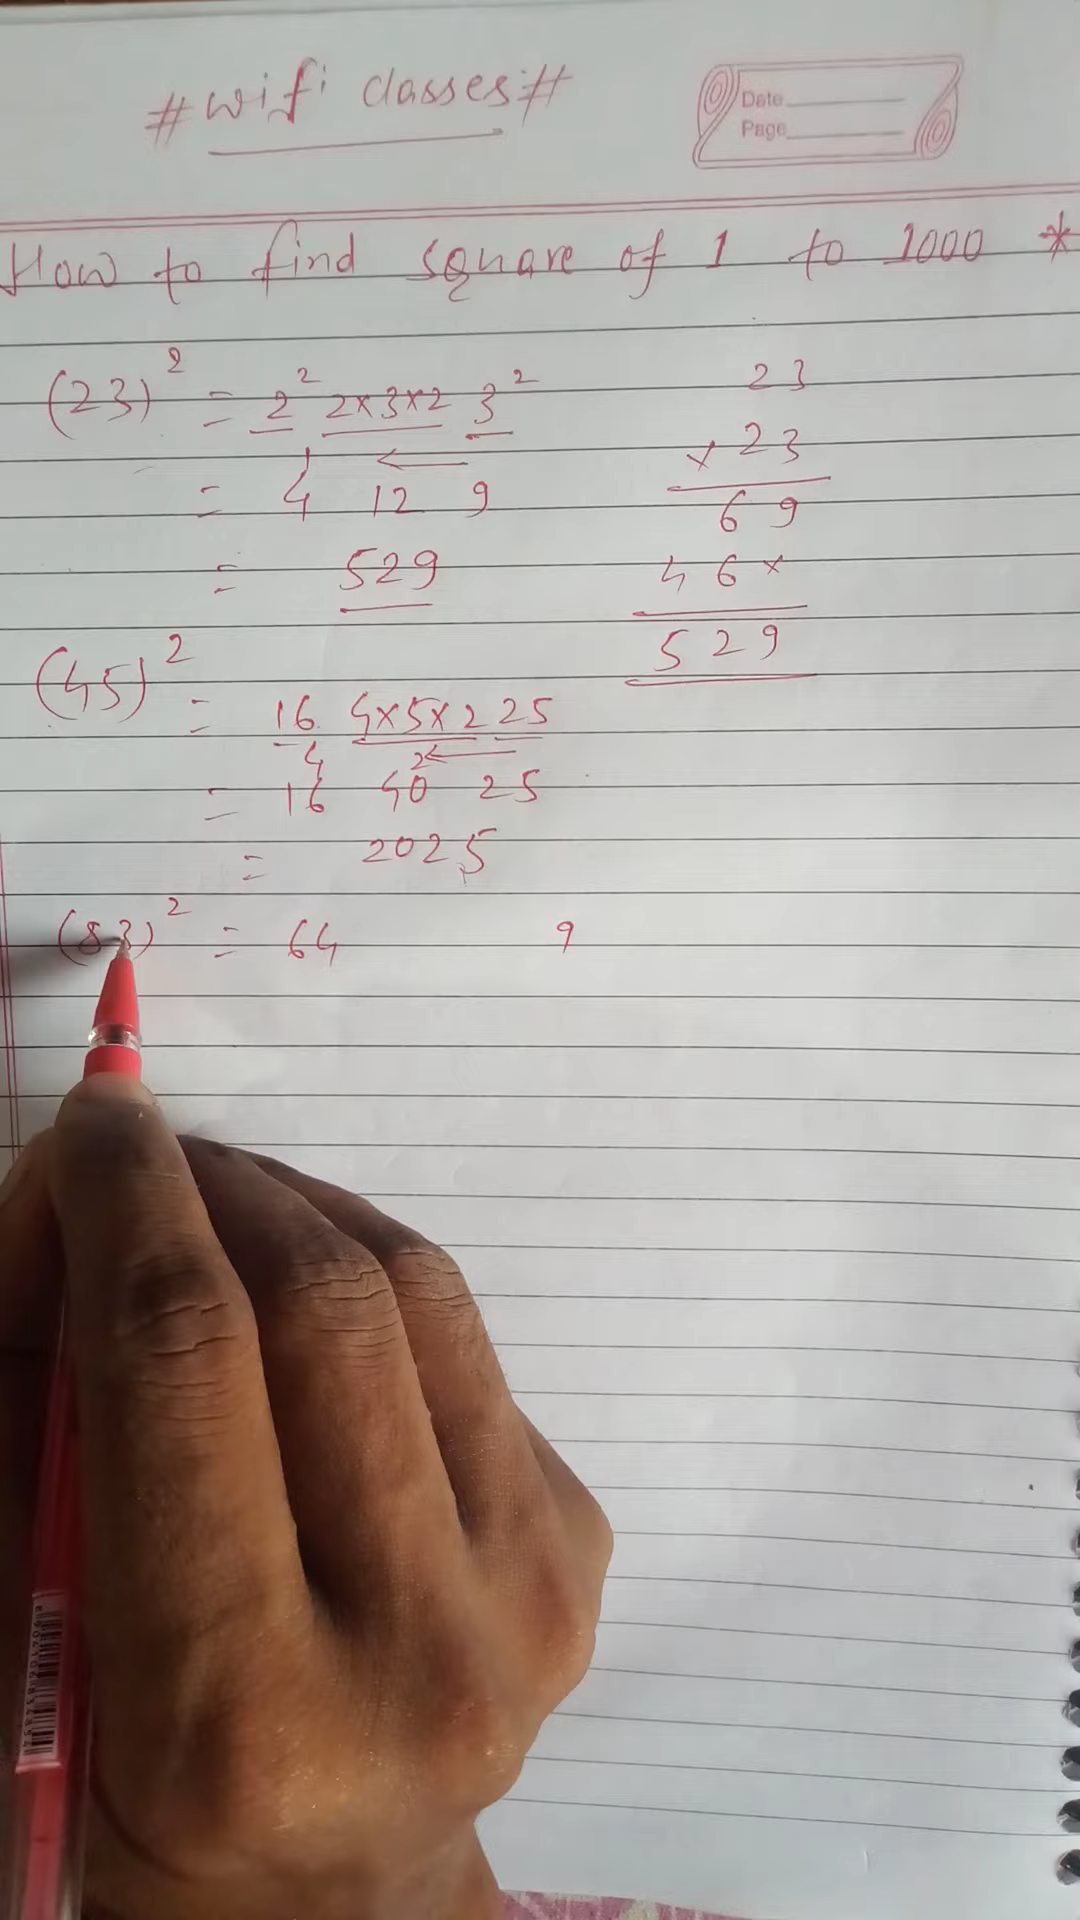 #wifi classes#
Date
Page
How to find square of 1 to 1000 *
(23)² = 2² 2×3×2 3²
= 4 12 9
1
= 529
23
× 23
69
46×
529
(45)² = 16 4×5×2 25
4 2
= 16 40 25
= 2025
(83)² = 64 9